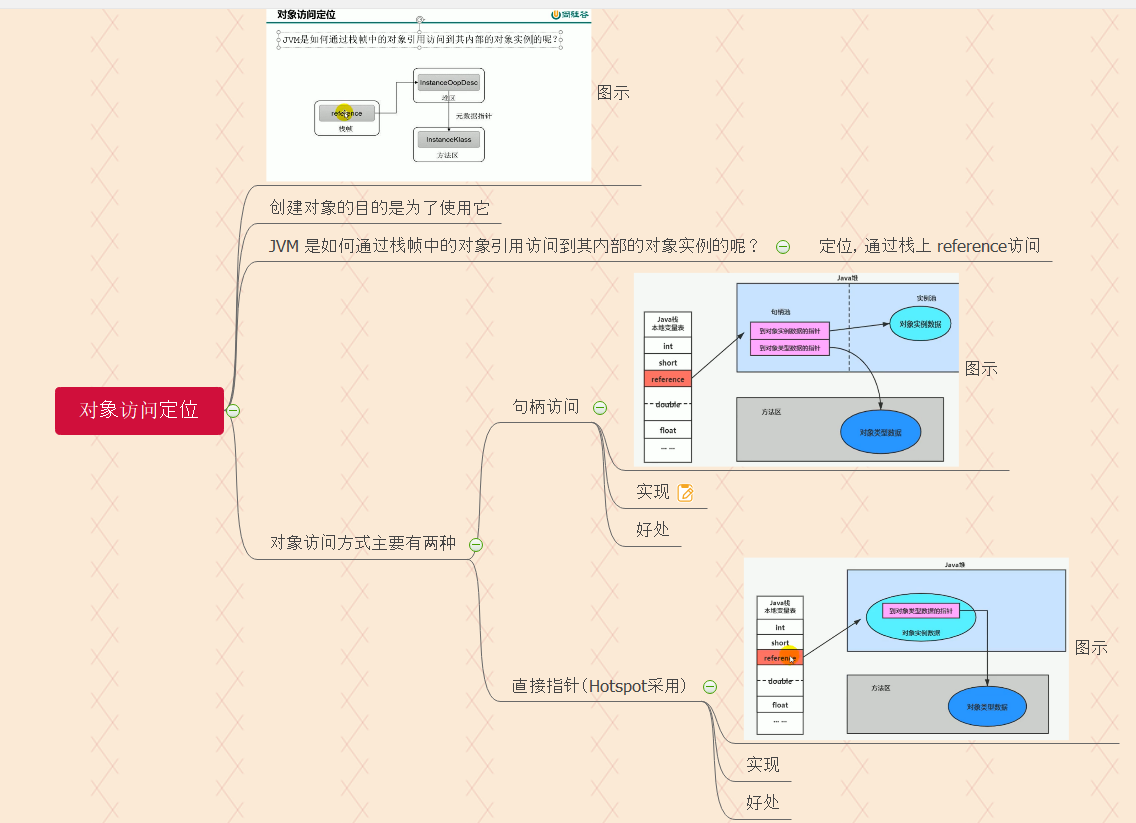 对象访问定位
尚硅谷
JVM是如何通过栈帧中的对象引用访问到其内部的对象实例的呢?
InstanceOopDesc
堆区
reference
栈帧
元数据指针
InstanceKlass
方法区
图示
创建对象的目的是为了使用它
JVM 是如何通过栈帧中的对象引用访问到其内部的对象实例的呢？
定位，通过栈上 reference访问
对象访问定位
对象访问方式主要有两种
句柄访问
Java堆
句柄池
实例池
Java栈
本地变量表
int
short
reference
double
float
... ...
到对象实例数据的指针
到对象类型数据的指针
对象实例数据
方法区
对象类型数据
图示
实现
好处
直接指针（Hotspot采用）
Java堆
Java栈
本地变量表
int
short
reference
double
float
... ...
到对象类型数据的指针
对象实例数据
方法区
对象类型数据
图示
实现
好处